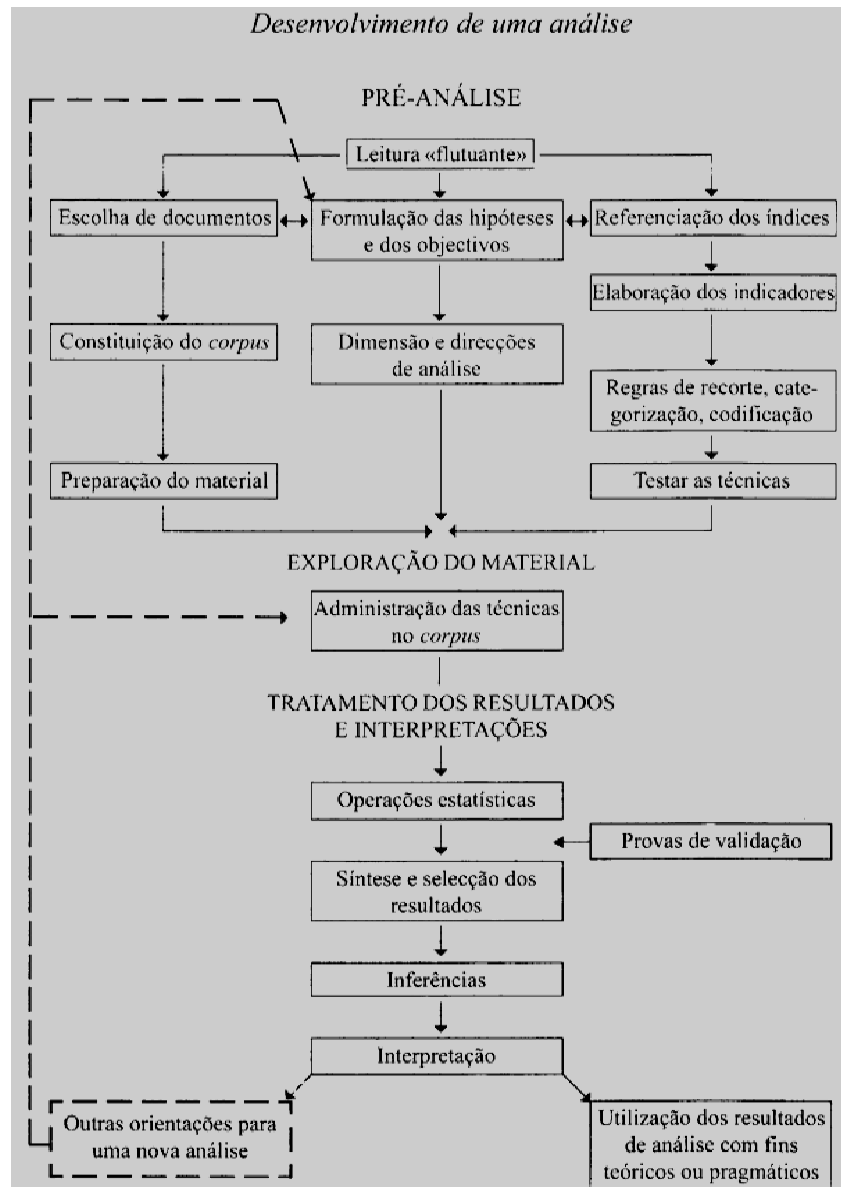 Desenvolvimento de uma análise
PRÉ-ANÁLISE
Leitura «flutuante»
Escolha de documentos
Formulação das hipóteses
e dos objectivos
Referenciação dos índices
Elaboração dos indicadores
Constituição do corpus
Dimensão e direcções
de análise
Regras de recorte, cate-
gorização, codificação
Preparação do material
Testar as técnicas
EXPLORAÇÃO DO MATERIAL
Administração das técnicas
no corpus
TRATAMENTO DOS RESULTADOS
E INTERPRETAÇÕES
Operações estatísticas
Provas de validação
Síntese e selecção dos
resultados
Inferências
Interpretação
Outras orientações para
uma nova análise
Utilização dos resultados
de análise com fins
teóricos ou pragmáticos